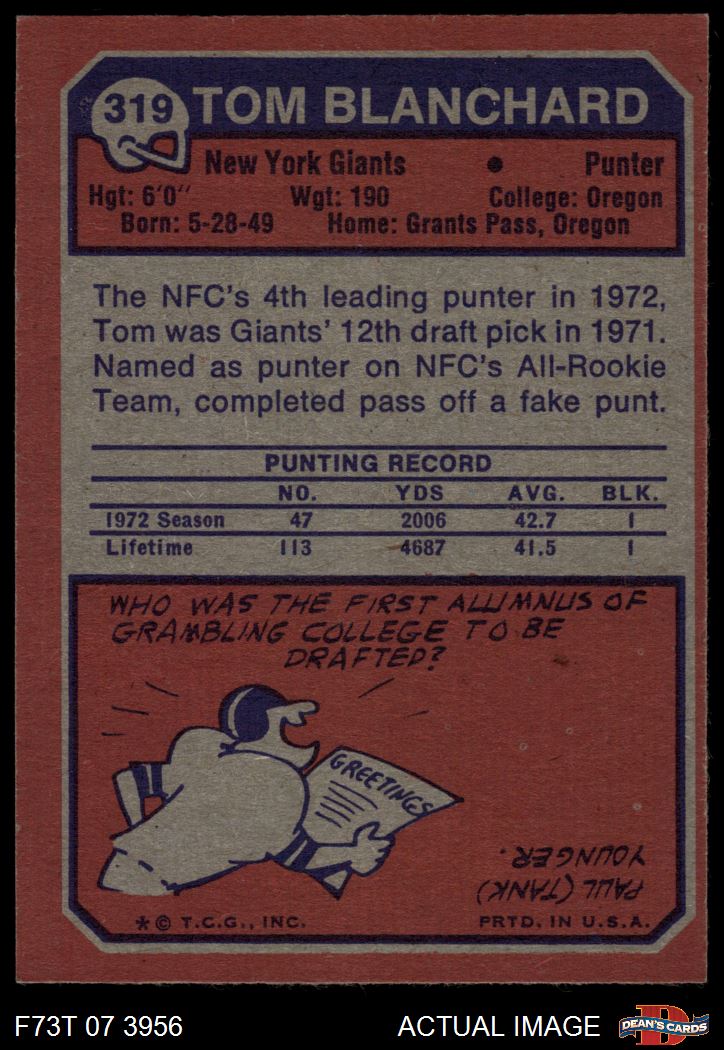 319 TOM BLANCHARD
New York Giants • Punter
Hgt: 6'0" Wgt: 190 College: Oregon
Born: 5-28-49 Home: Grants Pass, Oregon
The NFC's 4th leading punter in 1972,
Tom was Giants' 12th draft pick in 1971.
Named as punter on NFC's All-Rookie
Team, completed pass off a fake punt.
PUNTING RECORD
NO. YDS AVG. BLK.
1972 Season 47 2006 42.7 1
Lifetime 113 4687 41.5 1
WHO WAS THE FIRST ALUMNUS OF
GRAMBLING COLLEGE TO BE
DRAFTED?
GREETINGS
PAUL (TANK)
YOUNGER.
* © T.C.G., INC. PRTD. IN U.S.A.
F73T 07 3956 ACTUAL IMAGE DEAN'S CARDS